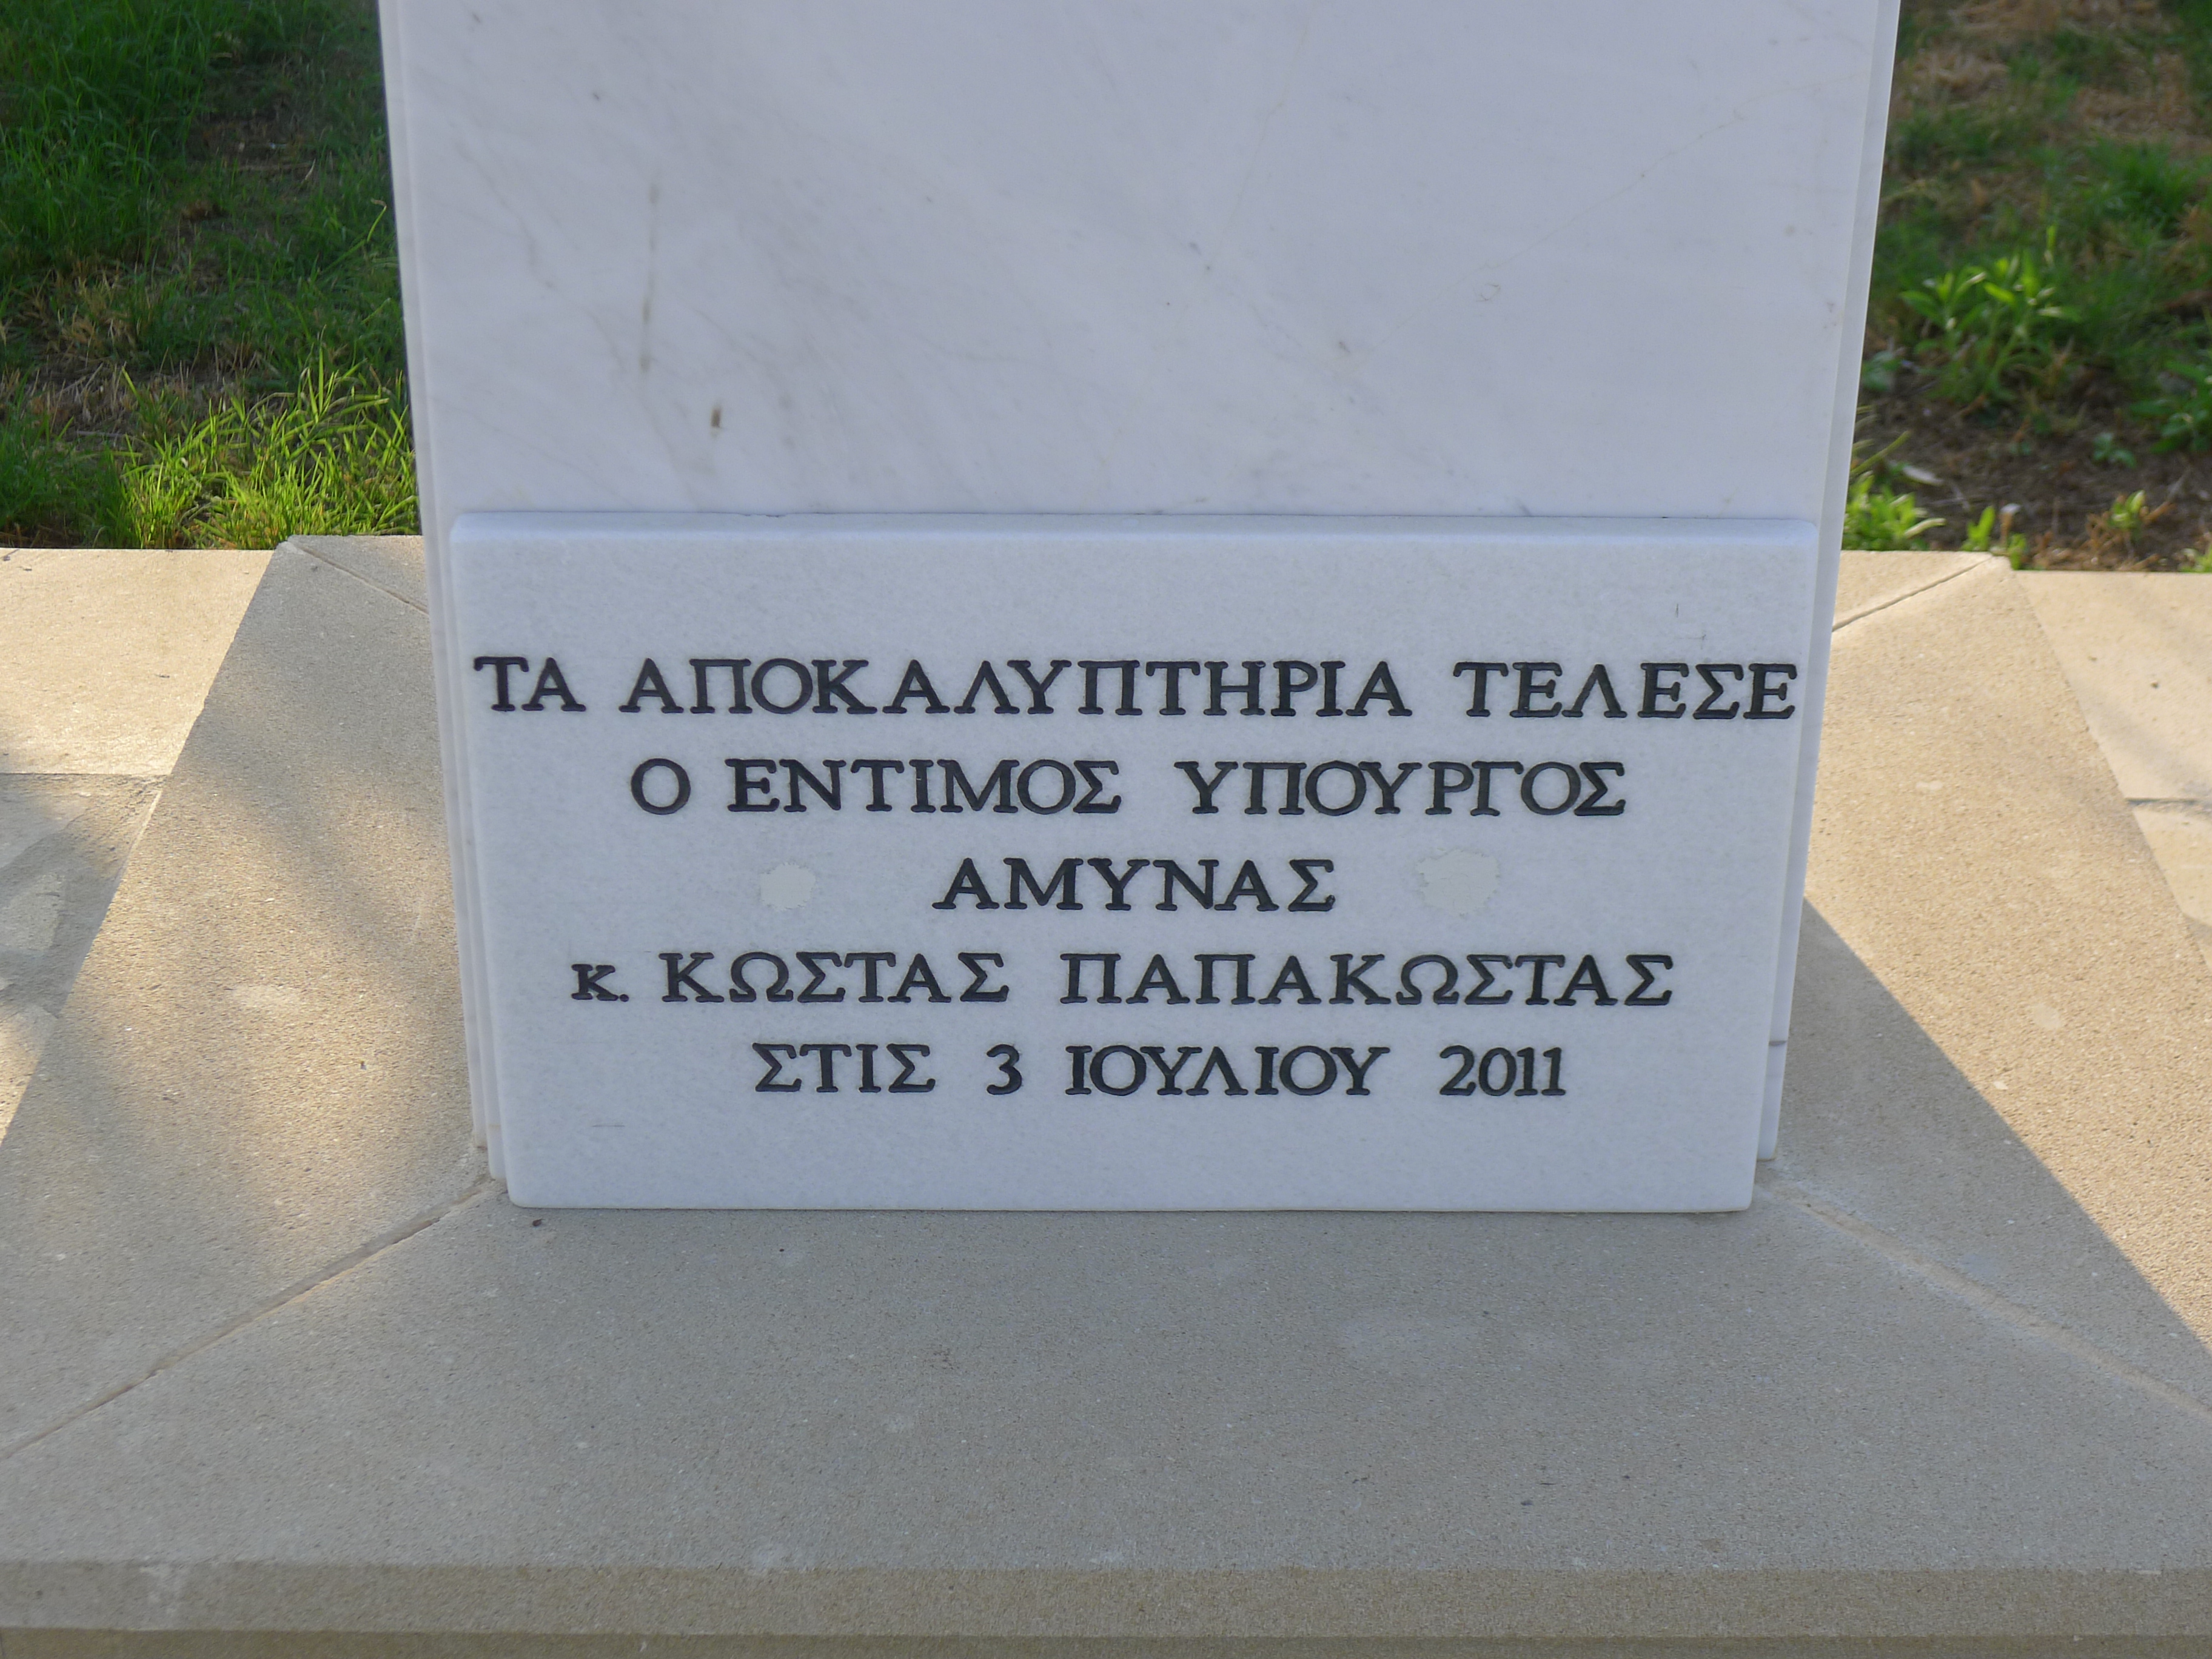 ΤΑ ΑΠΟΚΑΛΥΠΤΗΡΙΑ ΤΕΛΕΣΕ
Ο ΕΝΤΙΜΟΣ ΥΠΟΥΡΓΟΣ
ΑΜΥΝΑΣ
κ. ΚΩΣΤΑΣ ΠΑΠΑΚΩΣΤΑΣ
ΣΤΙΣ 3 ΙΟΥΛΙΟΥ 2011